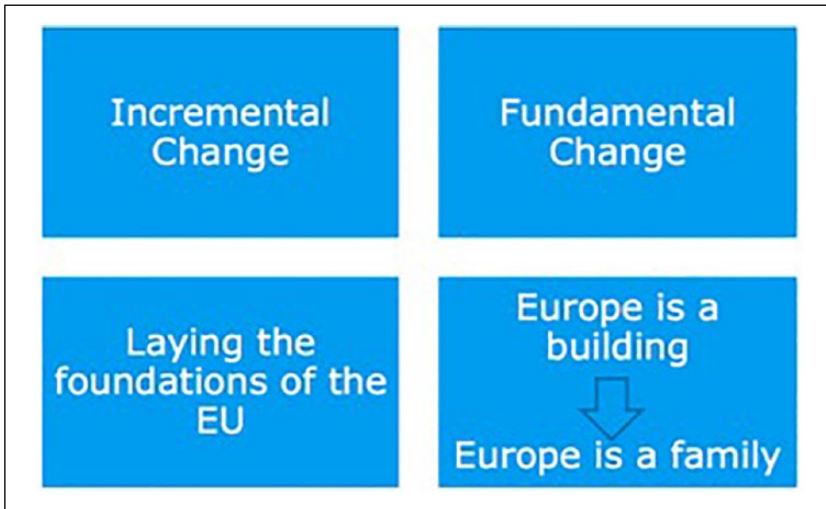 Incremental
Change
Fundamental
Change
Laying the
foundations of the
EU
Europe is a
building
Europe is a family